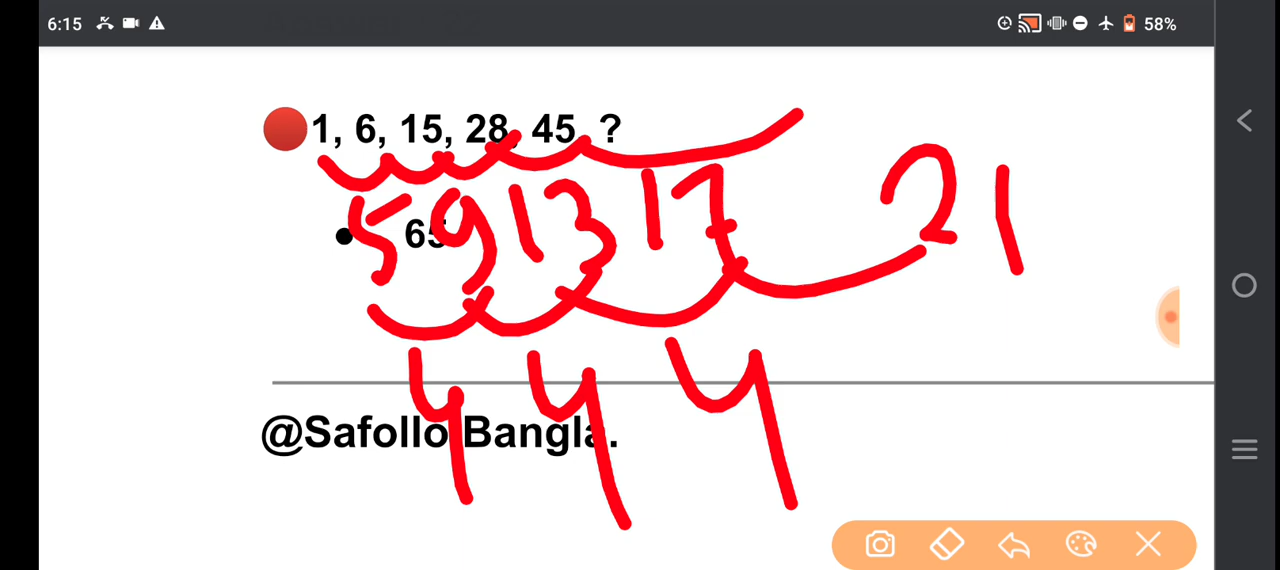 6:15 58%
1, 6, 15, 28, 45, ?
5 9 13 17 21
• 65
4 4 4
@Safollo Bangla.